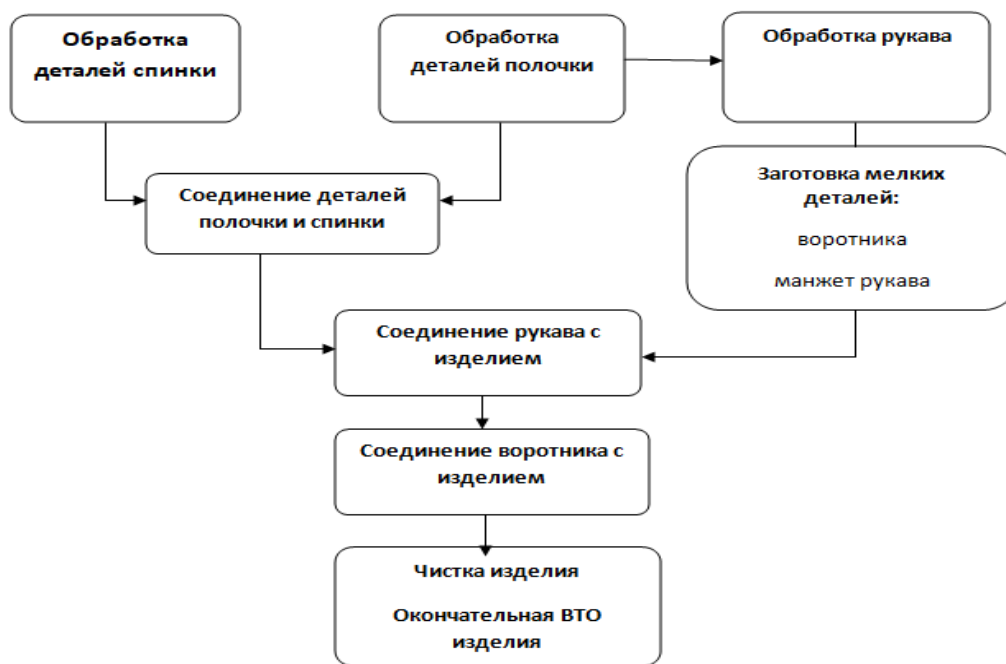 Обработка
деталей спинки
Обработка
деталей полочки
Обработка рукава
Соединение деталей
полочки и спинки
Заготовка мелких
деталей:
воротника
манжет рукава
Соединение рукава с
изделием
Соединение воротника с
изделием
Чистка изделия
Окончательная ВТО
изделия